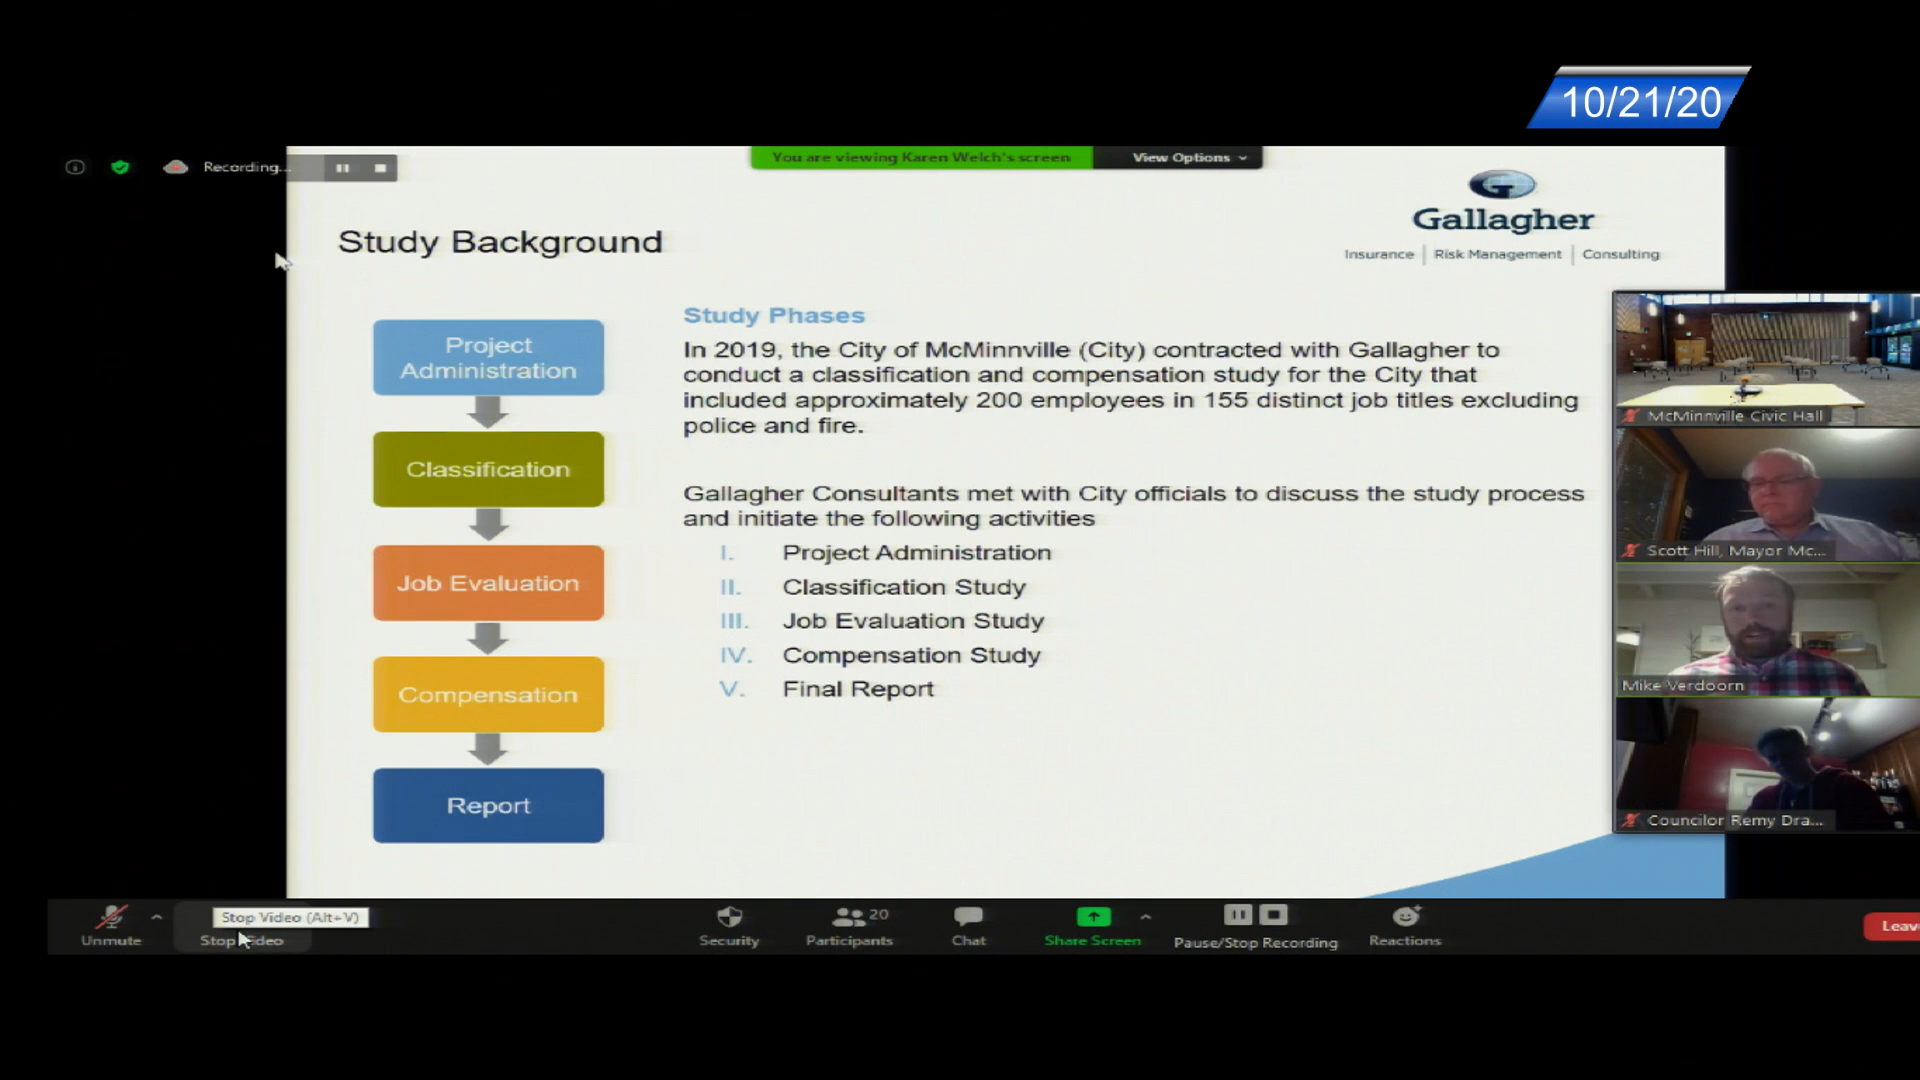 10/21/20
Recording...
You are viewing Karen Welch's screen
View Options
Gallagher
Insurance | Risk Management | Consulting
Study Background
Project
Administration
Classification
Job Evaluation
Compensation
Report
Study Phases
In 2019, the City of McMinnville (City) contracted with Gallagher to
conduct a classification and compensation study for the City that
included approximately 200 employees in 155 distinct job titles excluding
police and fire.
Gallagher Consultants met with City officials to discuss the study process
and initiate the following activities
I. Project Administration
II. Classification Study
III. Job Evaluation Study
IV. Compensation Study
V. Final Report
McMinnville Civic Hall
Scott Hill, Mayor Mc...
Mike Verdoorn
Councilor Remy Dra...
Stop Video (Alt+V)
Unmute
Stop Video
Security
20
Participants
Chat
Share Screen
Pause/Stop Recording
Reactions
Leav